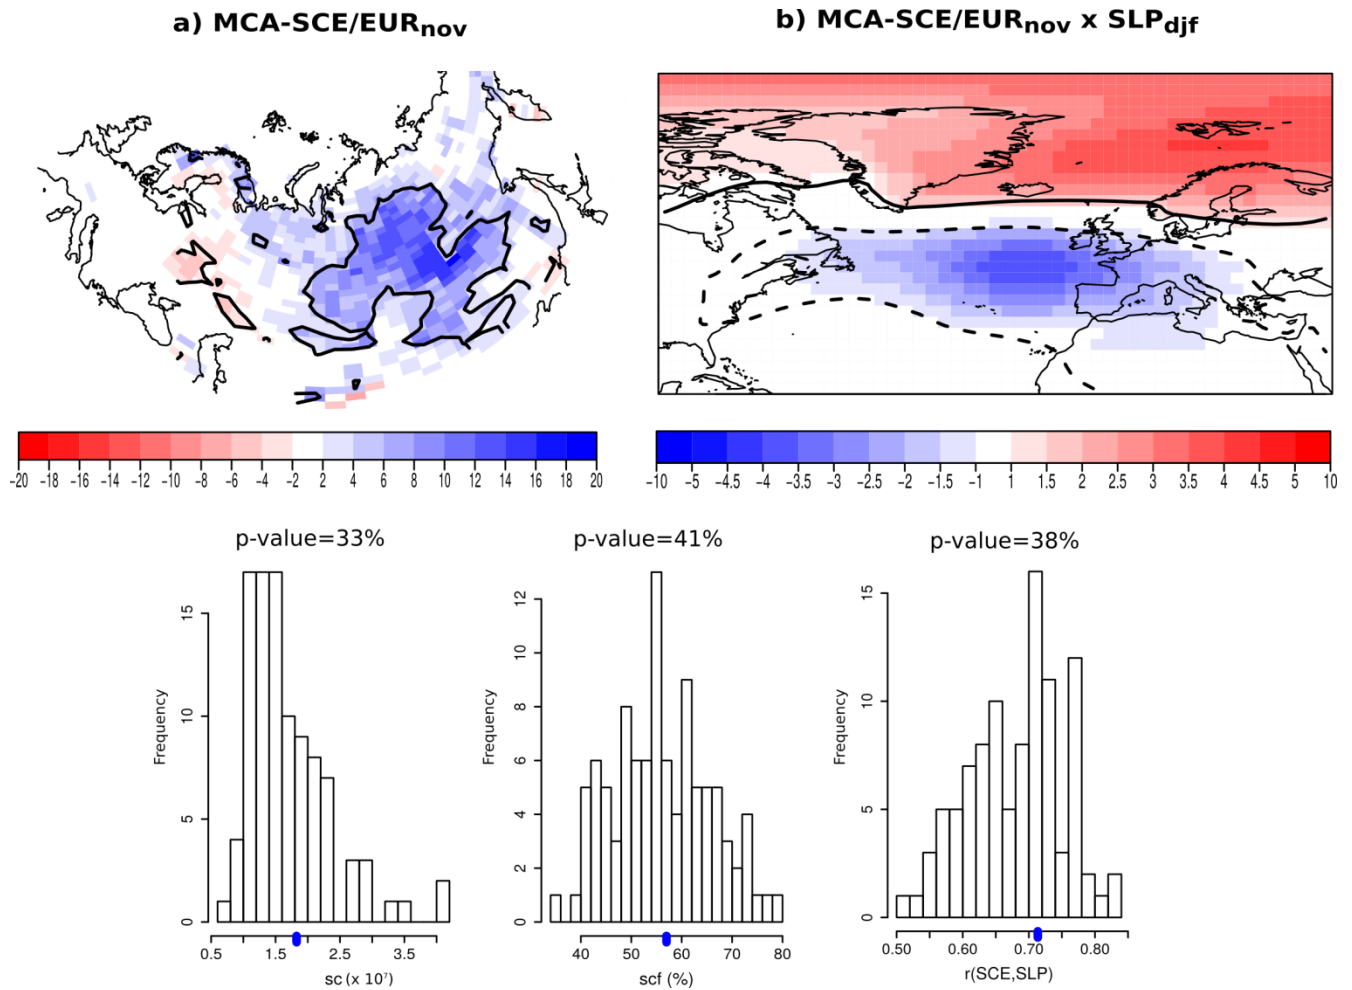 a) MCA-SCE/EURnov
b) MCA-SCE/EURnov x SLPdjf
-20 -18 -16 -14 -12 -10 -8 -6 -4 -2 2 4 6 8 10 12 14 16 18 20
-10 -5 -4.5 -4 -3.5 -3 -2.5 -2 -1.5 -1 1 1.5 2 2.5 3 3.5 4 4.5 5 10
p-value=33%
p-value=41%
p-value=38%
Frequency
0 5 10 15
0.5 1.5 2.5 3.5
sc (x 10⁷)
Frequency
0 2 4 6 8 10 12
40 50 60 70 80
scf (%)
Frequency
0 5 10 15
0.50 0.60 0.70 0.80
r(SCE,SLP)